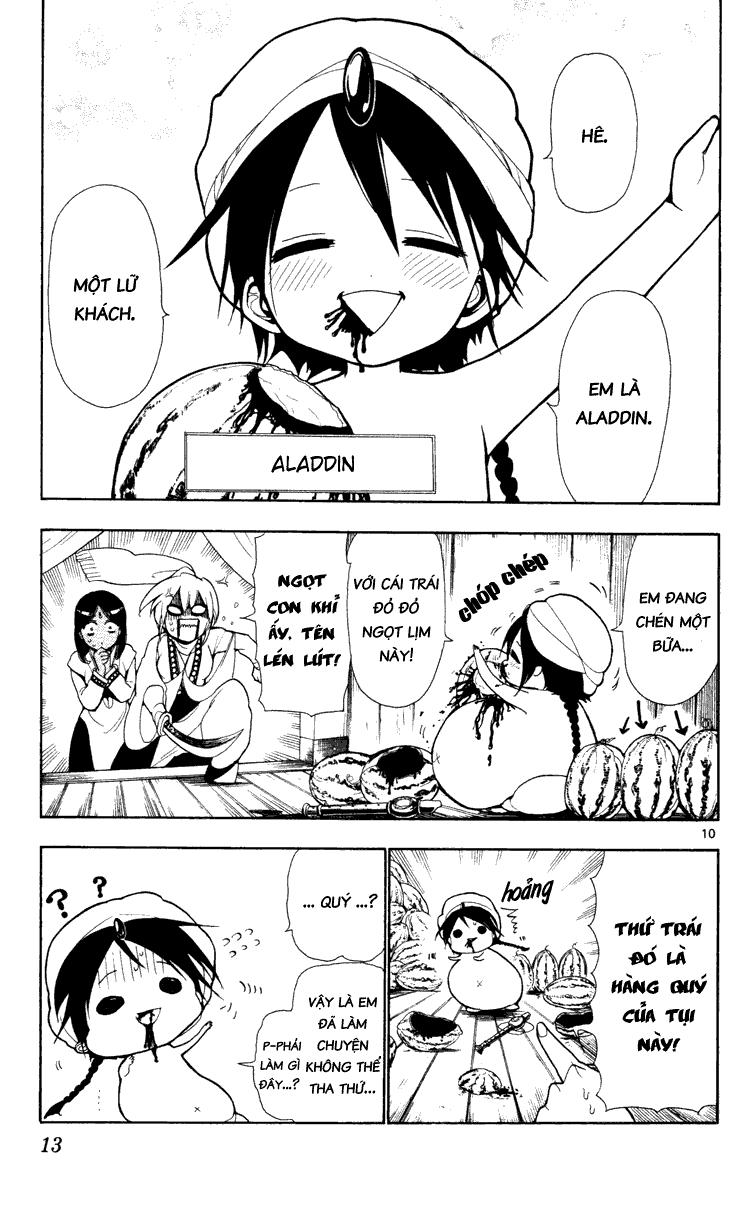 HÊ.
EM LÀ
ALADDIN.
MỘT LỮ
KHÁCH.
ALADDIN
EM ĐANG
CHÉN MỘT
BỮA...
chóp chép
VỚI CÁI TRÁI
ĐỎ ĐỎ
NGỌT LỊM
NÀY!
NGỌT
CON KHỈ
ẤY. TÊN
LÉN LÚT!
10
THỨ TRÁI
ĐÓ LÀ
HÀNG QUÝ
CỦA TỤI
NÀY!
hoảng
... QUÝ ...?
VẬY LÀ EM
ĐÃ LÀM
CHUYỆN
KHÔNG THỂ
THA THỨ...
P-PHẢI
LÀM GÌ
ĐÂY...?
? ?
13